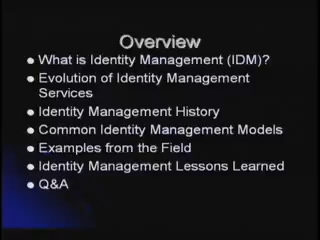 Overview
What is Identity Management (IDM)?
Evolution of Identity Management
Services
Identity Management History
Common Identity Management Models
Examples from the Field
Identity Management Lessons Learned
Q&A